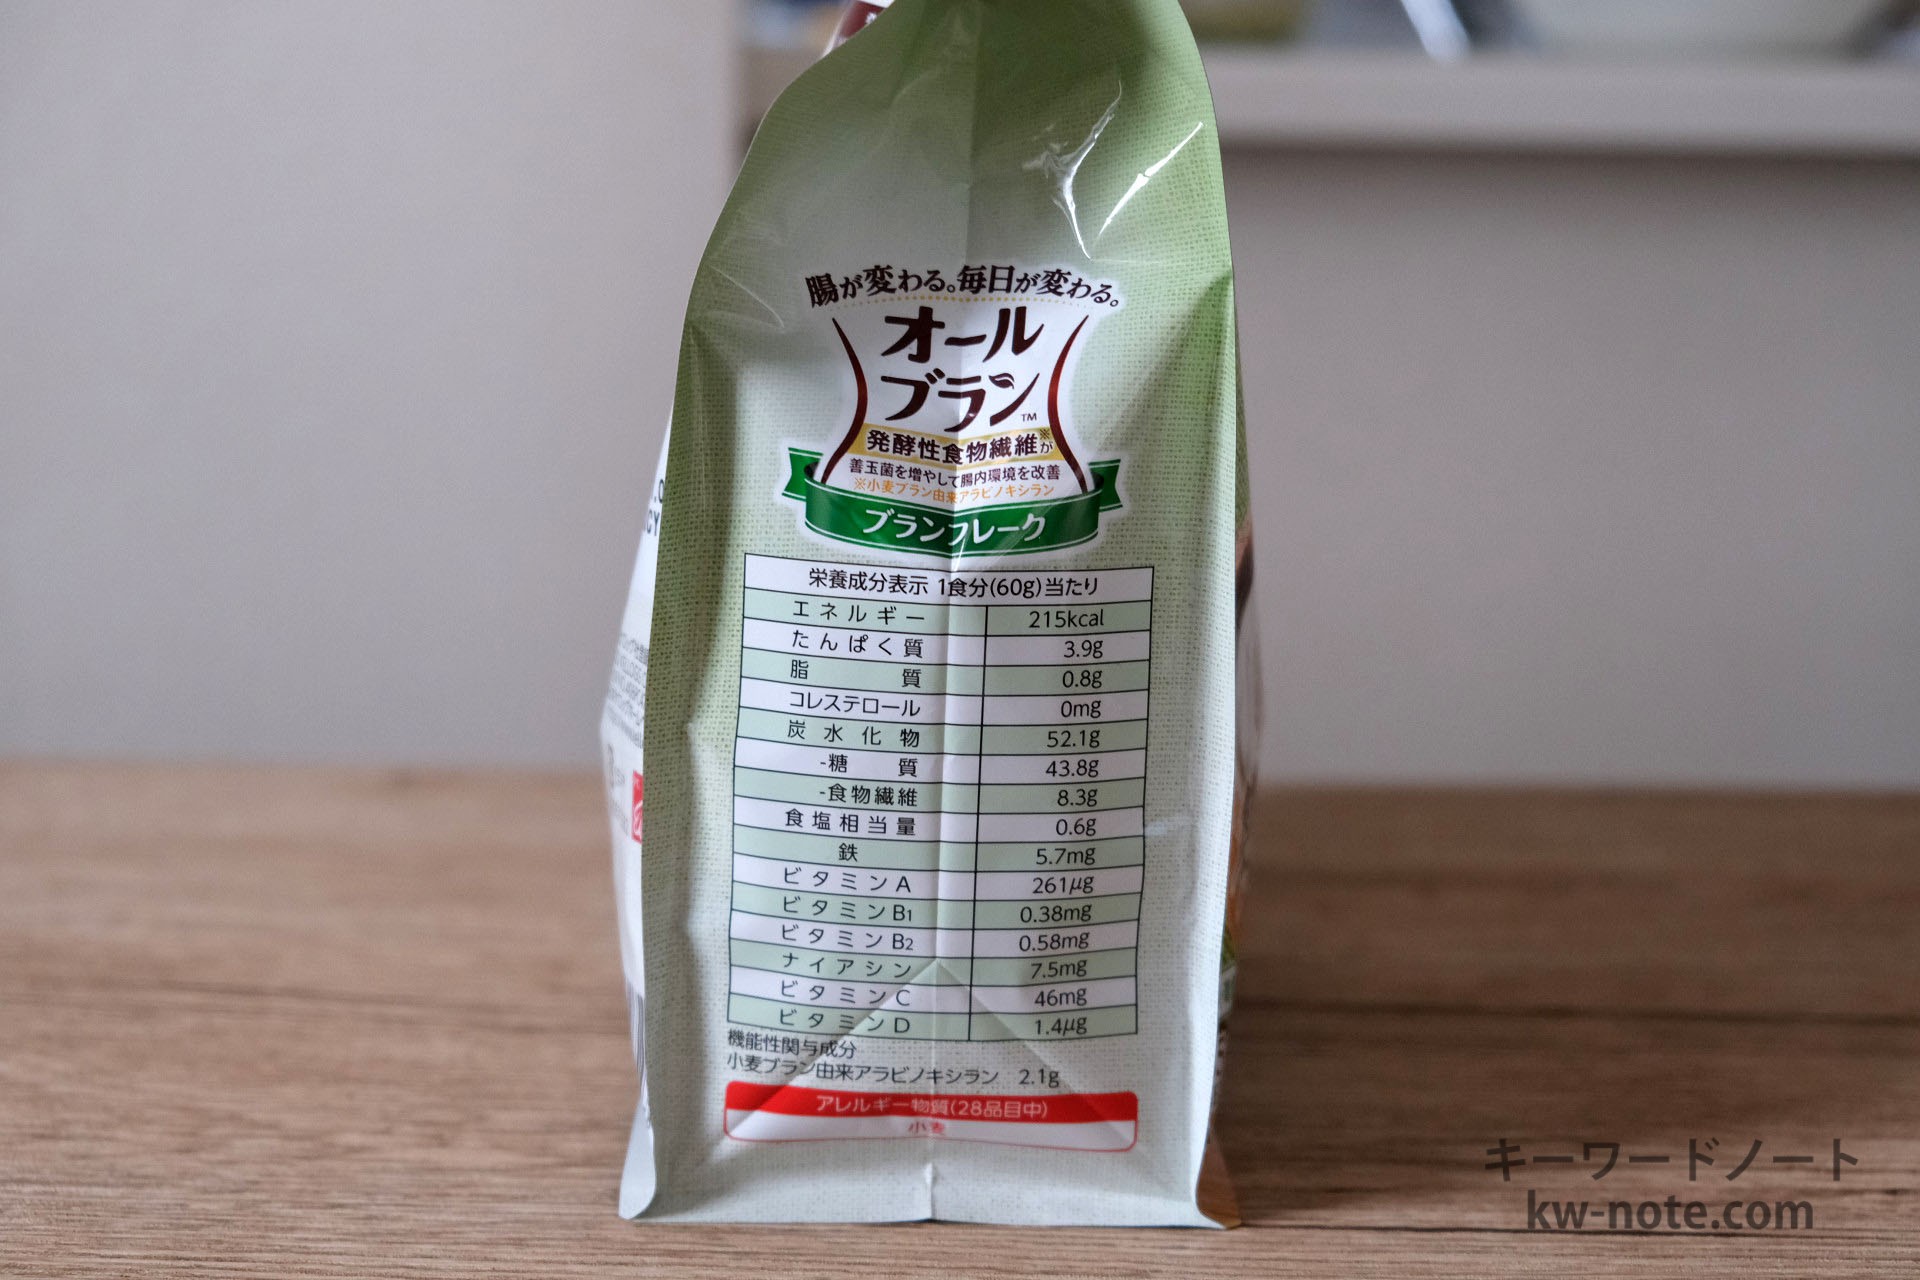 腸が変わる。毎日が変わる。
オール
ブラン™
発酵性食物繊維※が
善玉菌を増やして腸内環境を改善
※小麦ブラン由来アラビノキシラン
ブランフレーク
栄養成分表示 1食分(60g)当たり
エネルギー 215kcal
たんぱく質 3.9g
脂質 0.8g
コレステロール 0mg
炭水化物 52.1g
-糖質 43.8g
-食物繊維 8.3g
食塩相当量 0.6g
鉄 5.7mg
ビタミンA 261μg
ビタミンB1 0.38mg
ビタミンB2 0.58mg
ナイアシン 7.5mg
ビタミンC 46mg
ビタミンD 1.4μg
機能性関与成分
小麦ブラン由来アラビノキシラン 2.1g
アレルギー物質(28品目中)
小麦
キーワードノート
kw-note.com